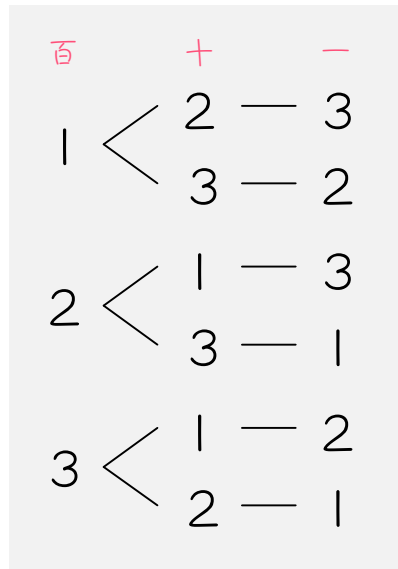 百 十 一
2 — 3
1
3 — 2
1 — 3
2
3 — 1
1 — 2
3
2 — 1